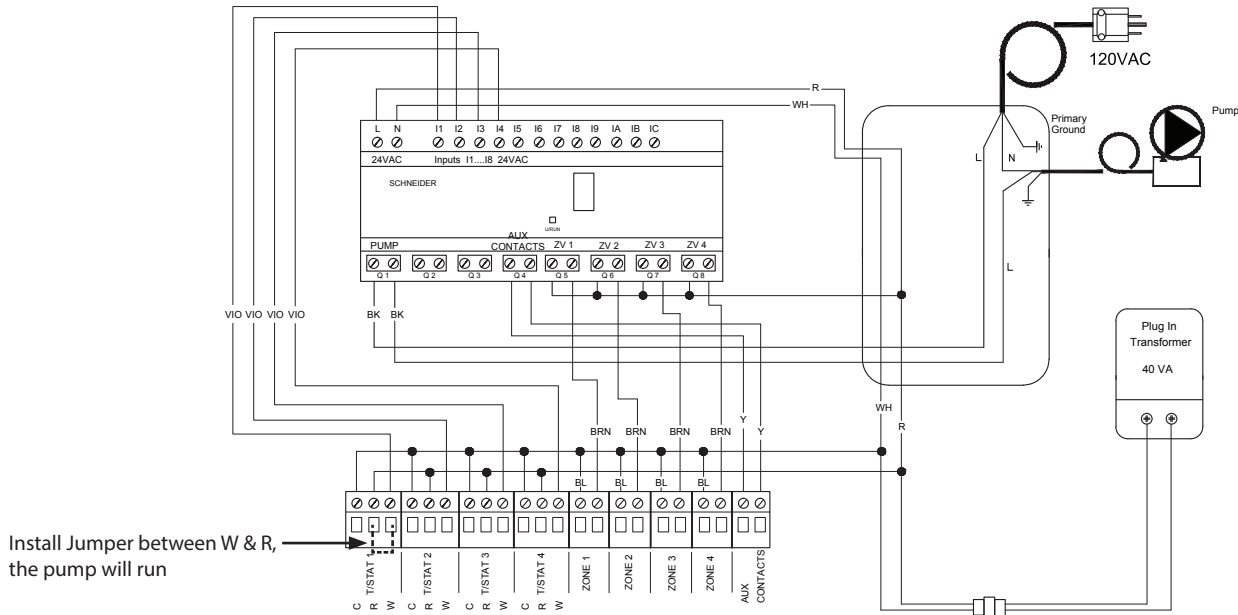 120VAC
Pump
Primary
Ground
R
WH
L
N
L
L N I1 I2 I3 I4 I5 I6 I7 I8 I9 IA IB IC
24VAC Inputs I1....I8 24VAC
SCHNEIDER
AUX
PUMP CONTACTS ZV 1 ZV 2 ZV 3 ZV 4
Q 1 Q 2 Q 3 Q 4 Q 5 Q 6 Q 7 Q 8
VIO VIO VIO VIO BK BK
Plug In
Transformer
40 VA
WH
R
Y
Y
BRN BRN BRN BRN
BL BL BL BL
Install Jumper between W & R,
the pump will run
C R W T/STAT 1
C R W T/STAT 2
C R W T/STAT 3
C R W T/STAT 4
ZONE 1
ZONE 2
ZONE 3
ZONE 4
AUX
CONTACTS